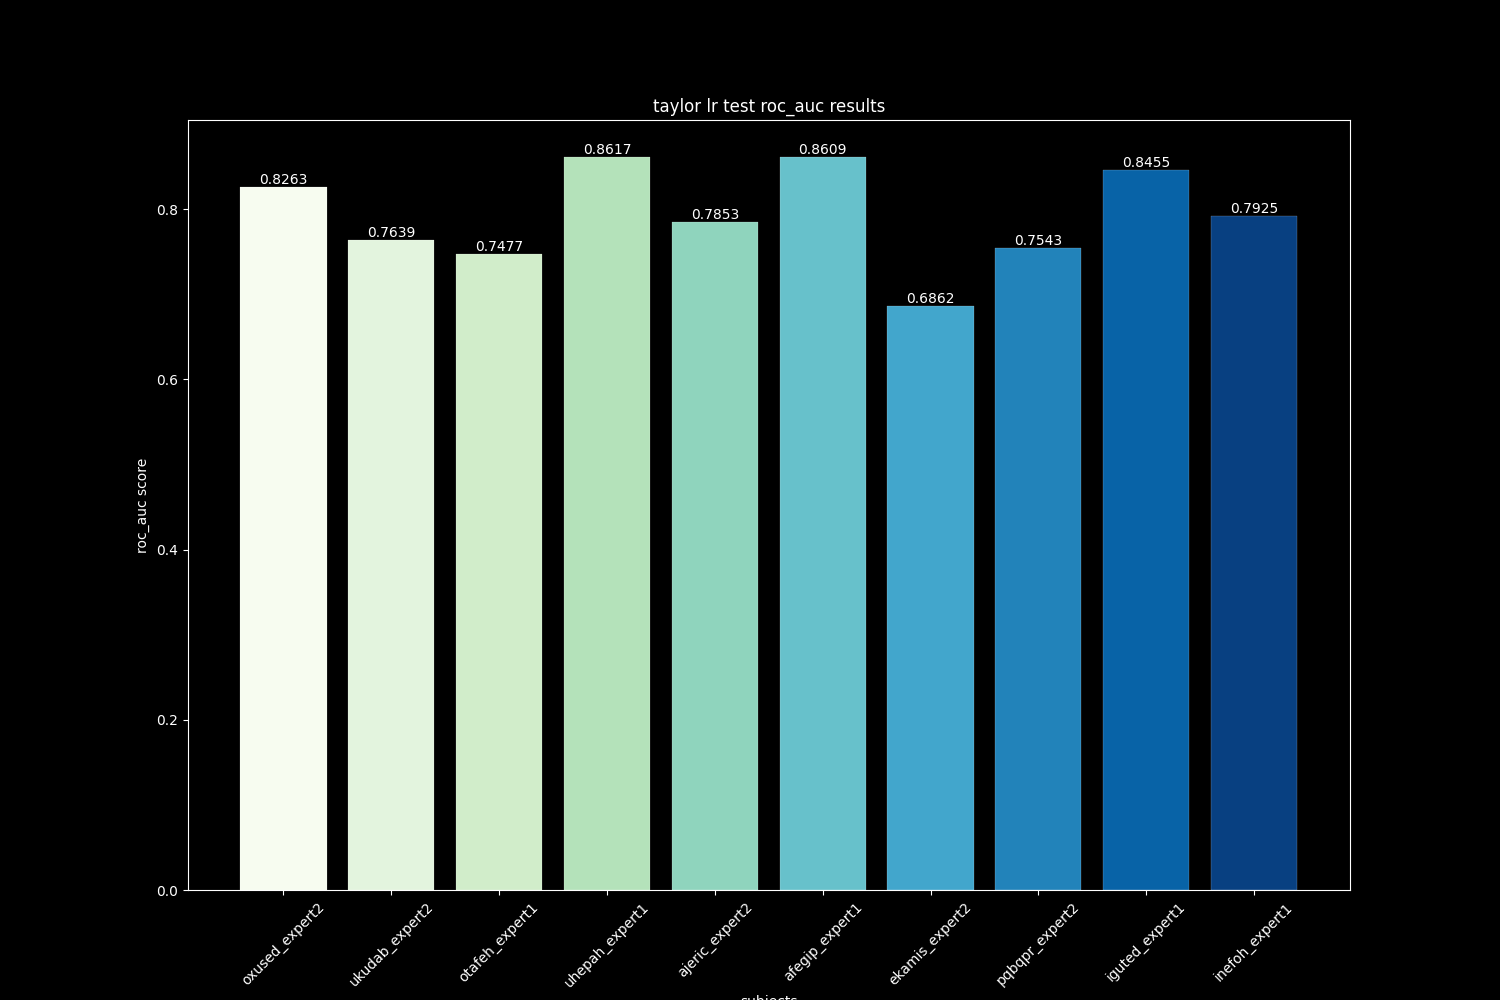 taylor lr test roc_auc results
0.8617
0.8609
0.8455
0.8263
0.7925
0.7853
0.7639
0.7543
0.7477
0.6862
0.8
0.6
0.4
0.2
0.0
roc_auc score
oxused_expert2
ukudab_expert2
otafeh_expert1
uhepah_expert1
ajeric_expert2
afegip_expert1
ekamis_expert2
pqbqpr_expert2
iguted_expert1
inefoh_expert1
subjects